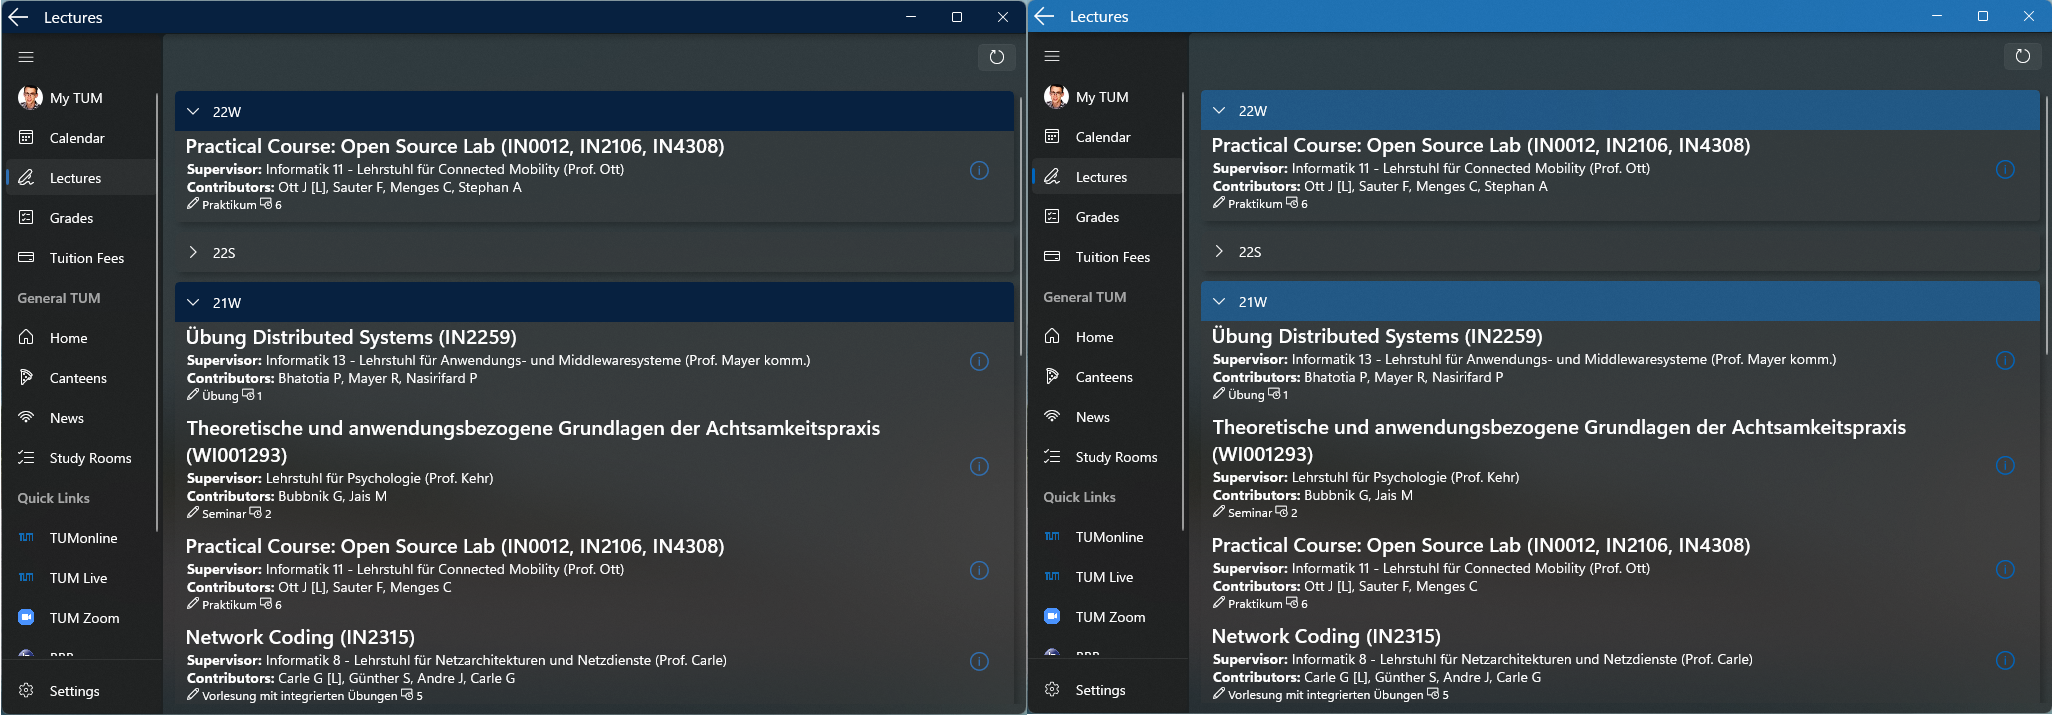 Lectures
My TUM
Calendar
Lectures
Grades
Tuition Fees
General TUM
Home
Canteens
News
Study Rooms
Quick Links
TUMonline
TUM Live
TUM Zoom
Settings
22W
Practical Course: Open Source Lab (IN0012, IN2106, IN4308)
Supervisor: Informatik 11 - Lehrstuhl für Connected Mobility (Prof. Ott)
Contributors: Ott J [L], Sauter F, Menges C, Stephan A
Praktikum 6
22S
21W
Übung Distributed Systems (IN2259)
Supervisor: Informatik 13 - Lehrstuhl für Anwendungs- und Middlewaresysteme (Prof. Mayer komm.)
Contributors: Bhatotia P, Mayer R, Nasirifard P
Übung 1
Theoretische und anwendungsbezogene Grundlagen der Achtsamkeitspraxis
(WI001293)
Supervisor: Lehrstuhl für Psychologie (Prof. Kehr)
Contributors: Bubbnik G, Jais M
Seminar 2
Practical Course: Open Source Lab (IN0012, IN2106, IN4308)
Supervisor: Informatik 11 - Lehrstuhl für Connected Mobility (Prof. Ott)
Contributors: Ott J [L], Sauter F, Menges C
Praktikum 6
Network Coding (IN2315)
Supervisor: Informatik 8 - Lehrstuhl für Netzarchitekturen und Netzdienste (Prof. Carle)
Contributors: Carle G [L], Günther S, Andre J, Carle G
Vorlesung mit integrierten Übungen 5
Lectures
My TUM
Calendar
Lectures
Grades
Tuition Fees
General TUM
Home
Canteens
News
Study Rooms
Quick Links
TUMonline
TUM Live
TUM Zoom
Settings
22W
Practical Course: Open Source Lab (IN0012, IN2106, IN4308)
Supervisor: Informatik 11 - Lehrstuhl für Connected Mobility (Prof. Ott)
Contributors: Ott J [L], Sauter F, Menges C, Stephan A
Praktikum 6
22S
21W
Übung Distributed Systems (IN2259)
Supervisor: Informatik 13 - Lehrstuhl für Anwendungs- und Middlewaresysteme (Prof. Mayer komm.)
Contributors: Bhatotia P, Mayer R, Nasirifard P
Übung 1
Theoretische und anwendungsbezogene Grundlagen der Achtsamkeitspraxis
(WI001293)
Supervisor: Lehrstuhl für Psychologie (Prof. Kehr)
Contributors: Bubbnik G, Jais M
Seminar 2
Practical Course: Open Source Lab (IN0012, IN2106, IN4308)
Supervisor: Informatik 11 - Lehrstuhl für Connected Mobility (Prof. Ott)
Contributors: Ott J [L], Sauter F, Menges C
Praktikum 6
Network Coding (IN2315)
Supervisor: Informatik 8 - Lehrstuhl für Netzarchitekturen und Netzdienste (Prof. Carle)
Contributors: Carle G [L], Günther S, Andre J, Carle G
Vorlesung mit integrierten Übungen 5